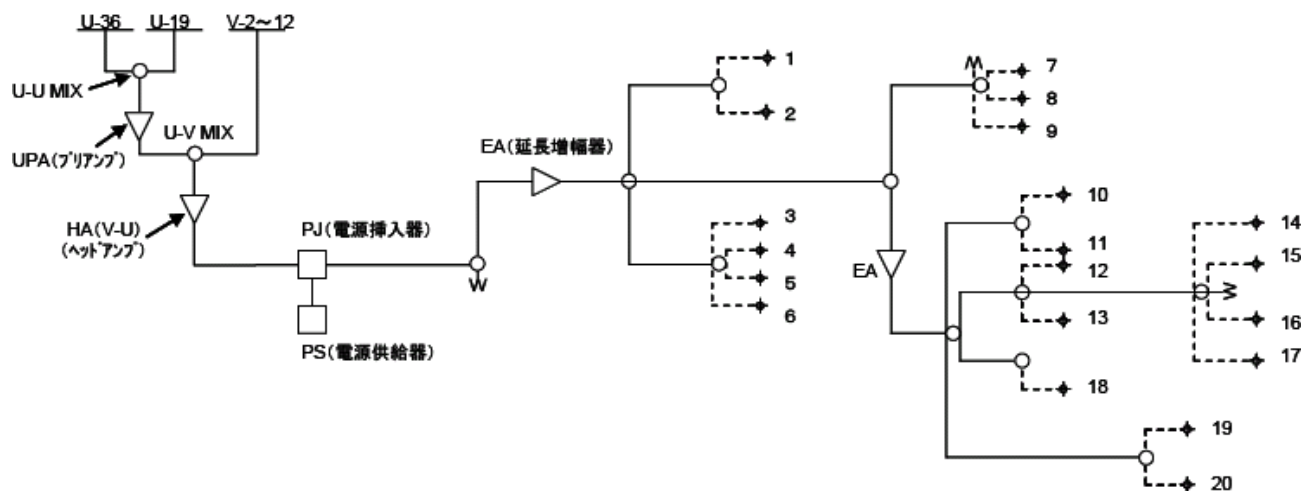 U-36
U-19
V-2～12
U-U MIX
UPA(ﾌﾟﾘｱﾝﾌﾟ)
U-V MIX
HA(V-U)
(ﾍｯﾄﾞｱﾝﾌﾟ)
PJ(電源挿入器)
PS(電源供給器)
W
EA(延長増幅器)
1
2
3
4
5
6
W
7
8
9
EA
10
11
12
13
14
15
W
16
17
18
19
20